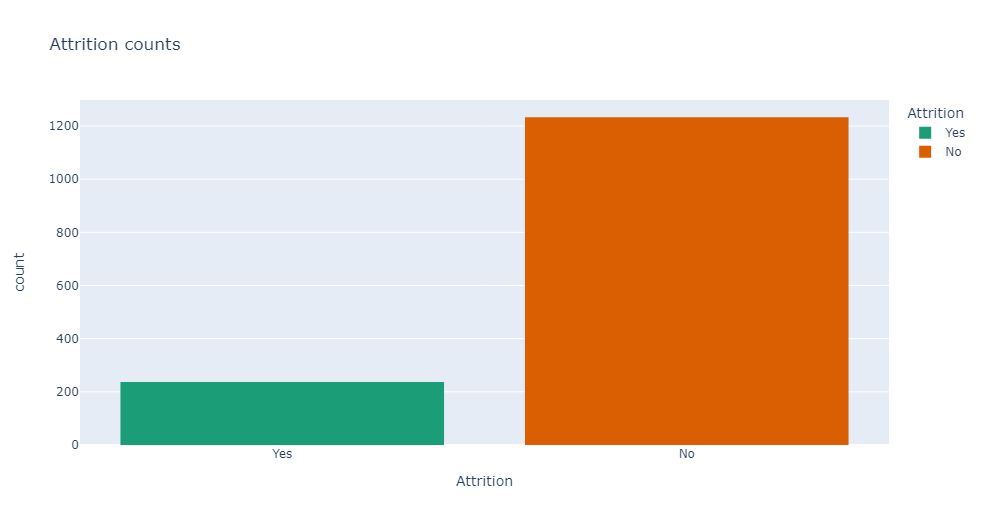 Attrition counts
Attrition
Yes
No
1200
1000
800
600
400
200
0
count
Yes
No
Attrition